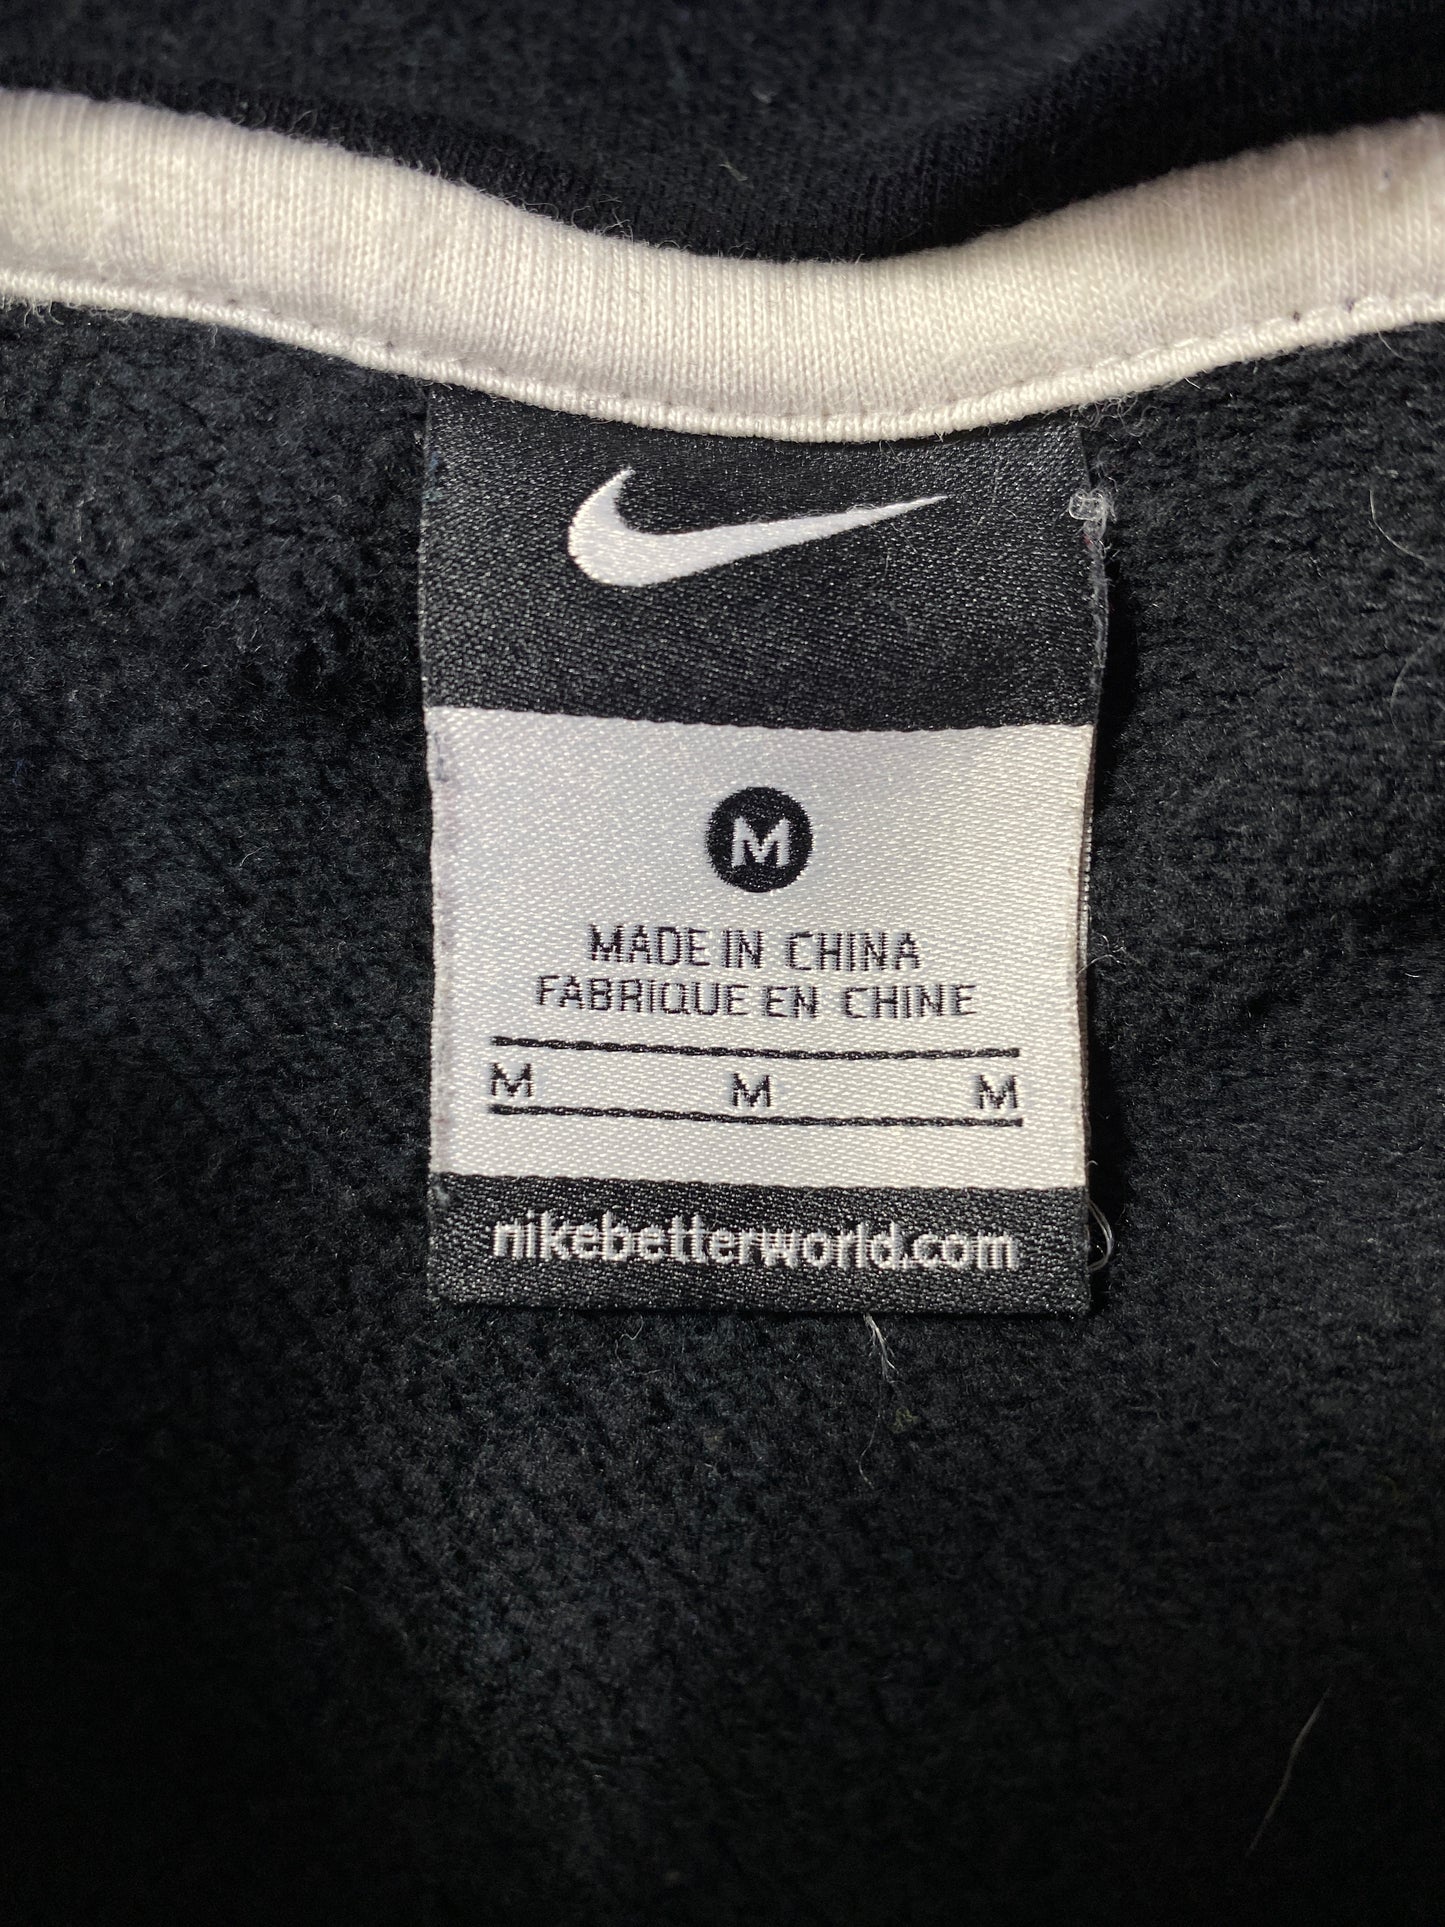 M
MADE IN CHINA
FABRIQUE EN CHINE
M M M
nikebetterworld.com